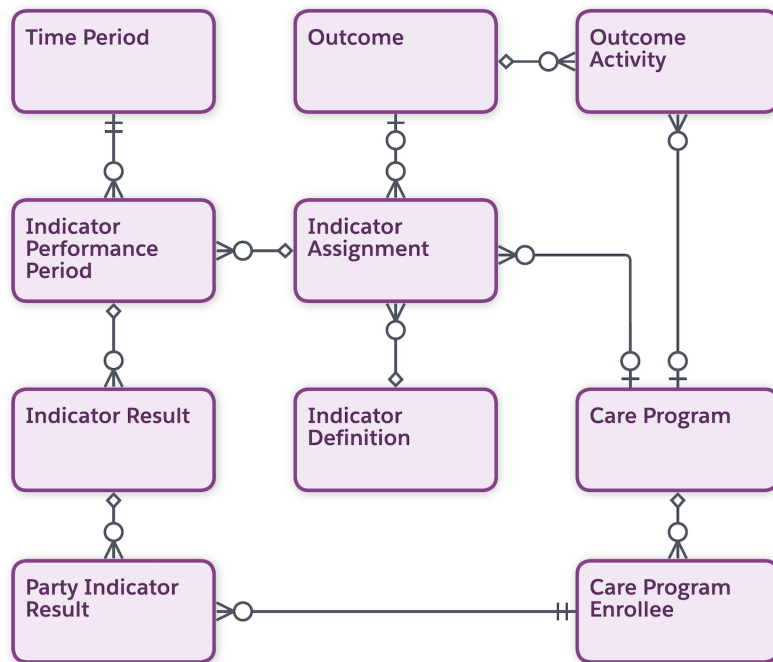 Time Period
Outcome
Outcome
Activity
Indicator
Performance
Period
Indicator
Assignment
Indicator Result
Indicator
Definition
Care Program
Party Indicator
Result
Care Program
Enrollee